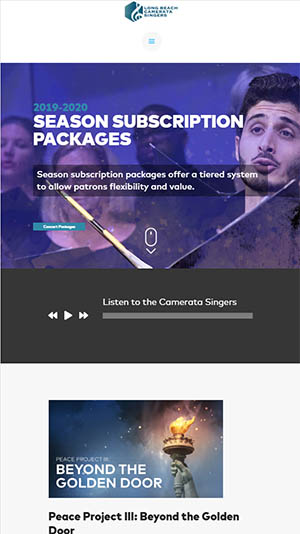 LONG BEACH
CAMERATA
SINGERS
2019-2020
SEASON SUBSCRIPTION
PACKAGES
Season subscription packages offer a tiered system
to allow patrons flexibility and value.
Concert Packages
Listen to the Camerata Singers
PEACE PROJECT III:
BEYOND THE
GOLDEN DOOR
Peace Project III: Beyond the Golden
Door